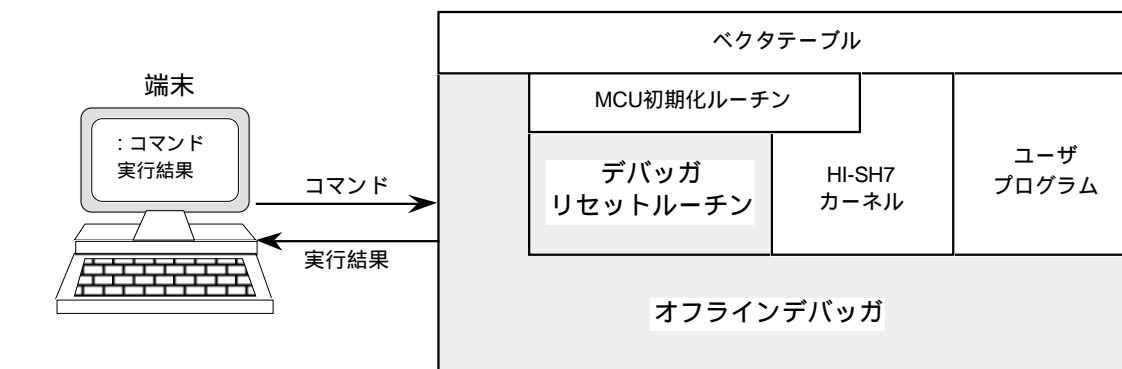 ベクタテーブル
端末
MCU初期化ルーチン
: コマンド
実行結果
デバッガ
リセットルーチン
HI-SH7
カーネル
ユーザ
プログラム
コマンド
実行結果
オフラインデバッガ